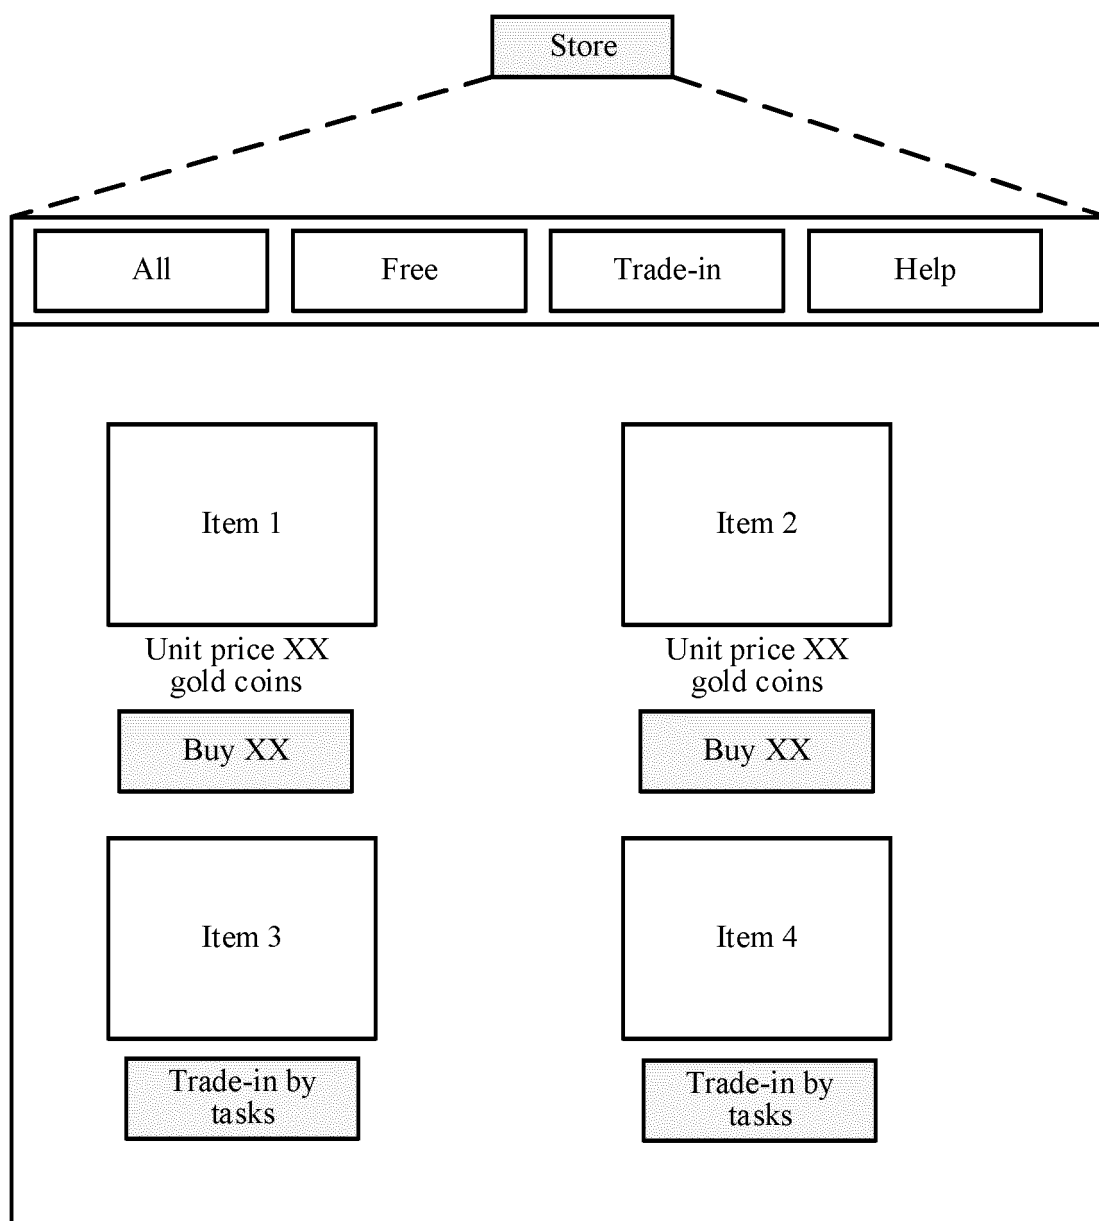 Store
All
Free
Trade-in
Help
Item 1
Item 2
Unit price XX
gold coins
Unit price XX
gold coins
Buy XX
Buy XX
Item 3
Item 4
Trade-in by
tasks
Trade-in by
tasks